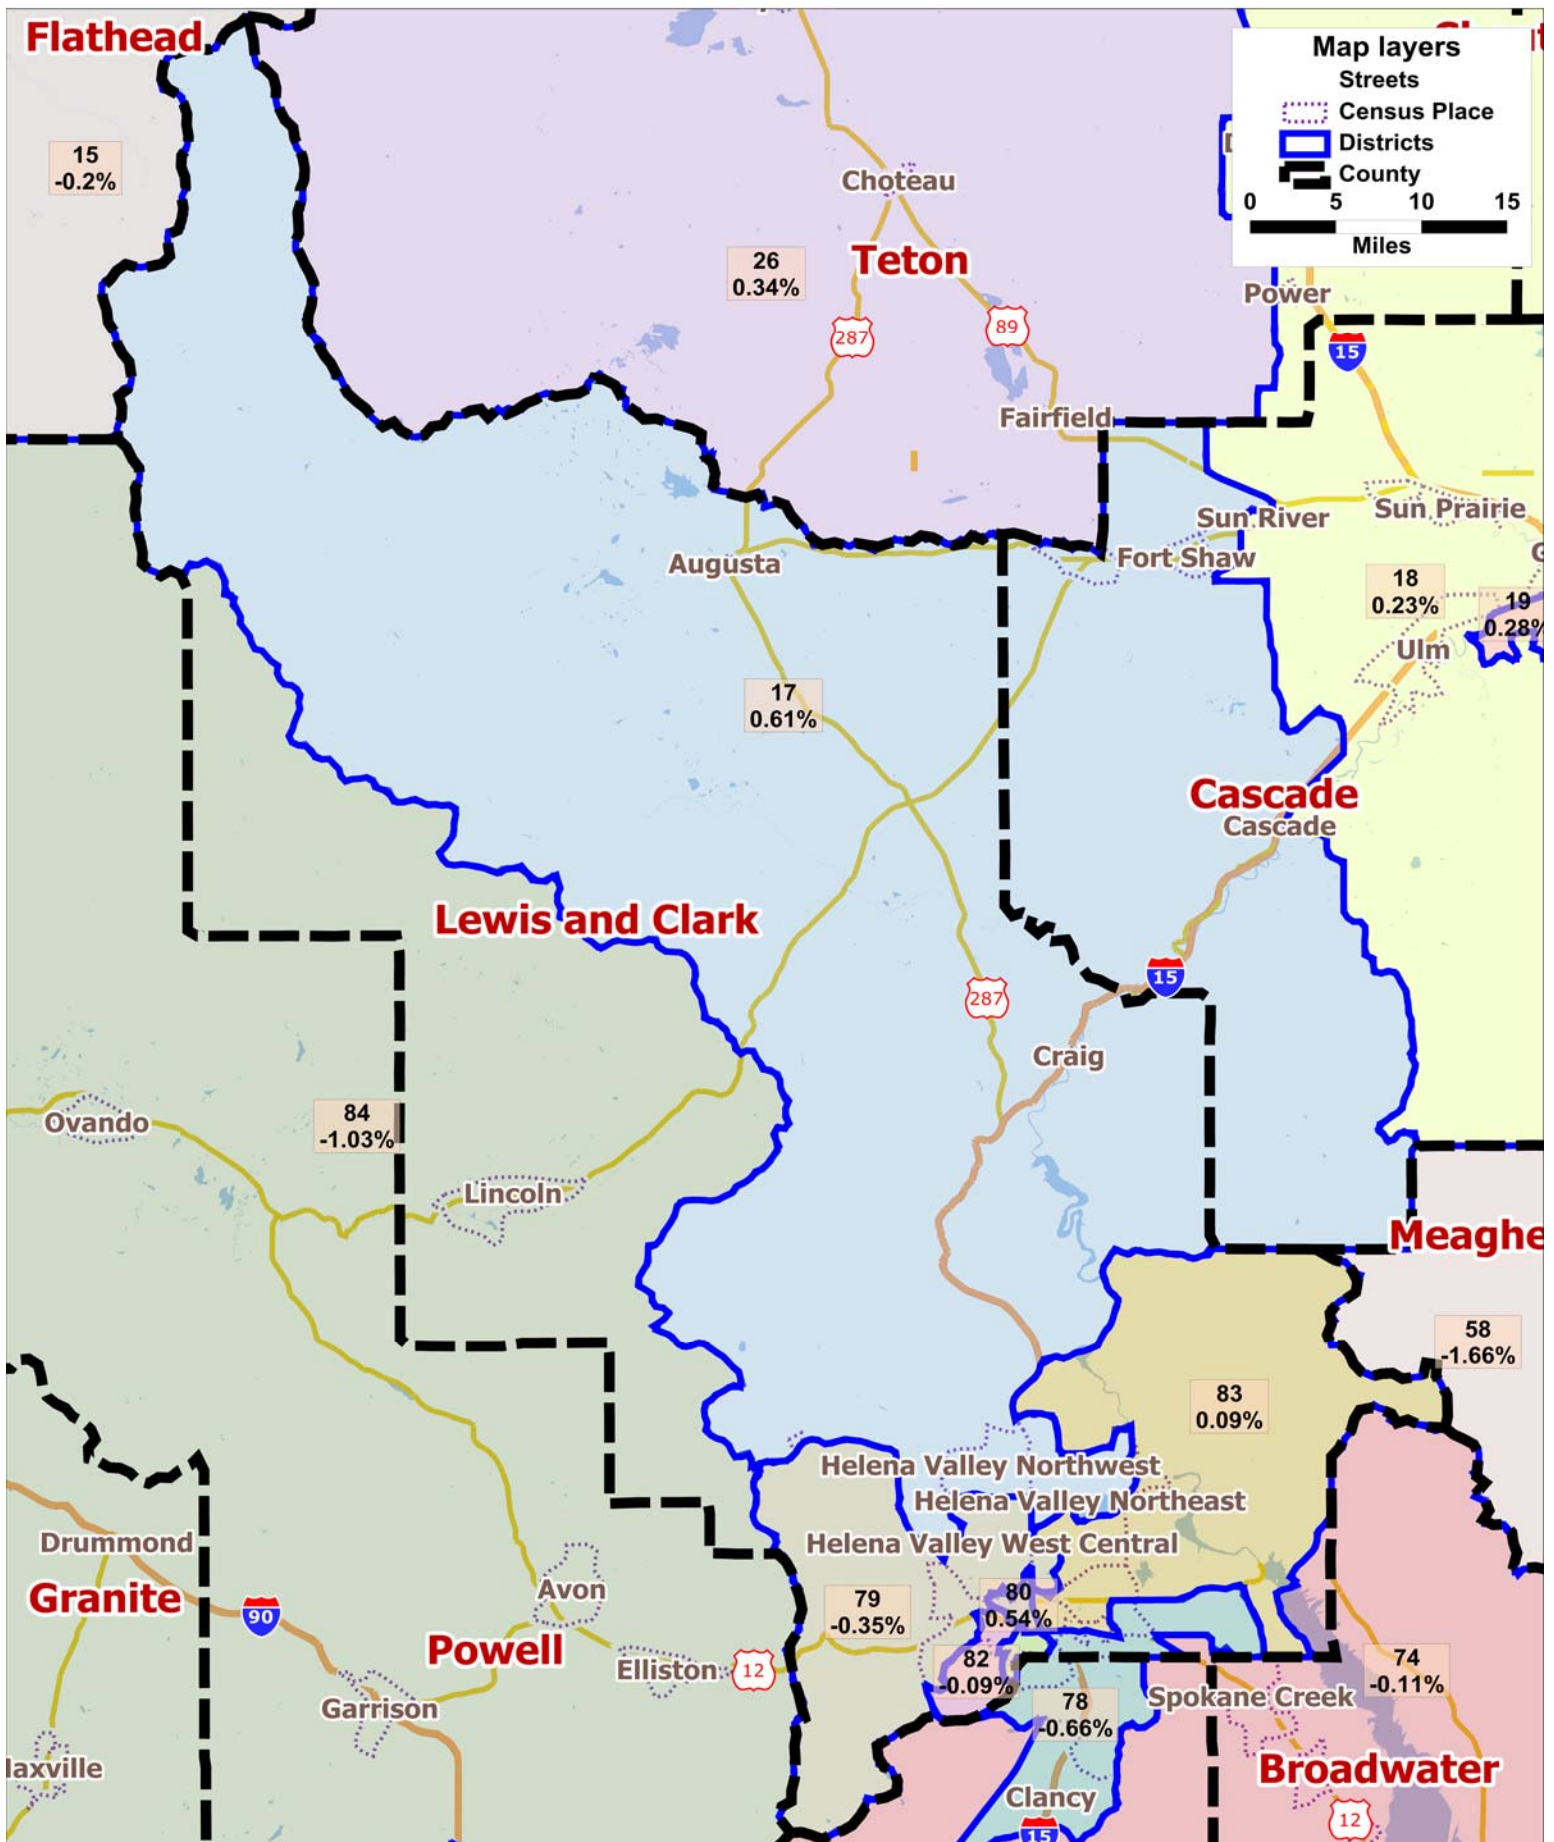 Flathead
Map layers
Streets
Census Place
Districts
County
0 5 10 15
Miles
15
-0.2%
Choteau
26
0.34%
Teton
Power
287
89
15
Fairfield
Sun River
Sun Prairie
Augusta
Fort Shaw
18
0.23%
19
0.28%
Ulm
17
0.61%
Cascade
Cascade
Lewis and Clark
15
287
Craig
Ovando
84
-1.03%
Lincoln
Meaghe
58
-1.66%
83
0.09%
Helena Valley Northwest
Helena Valley Northeast
Helena Valley West Central
Drummond
Granite
90
Avon
79
-0.35%
80
0.54%
Powell
Elliston
12
82
-0.09%
74
-0.11%
Garrison
78
-0.66%
Spokane Creek
axville
Broadwater
Clancy
15
12